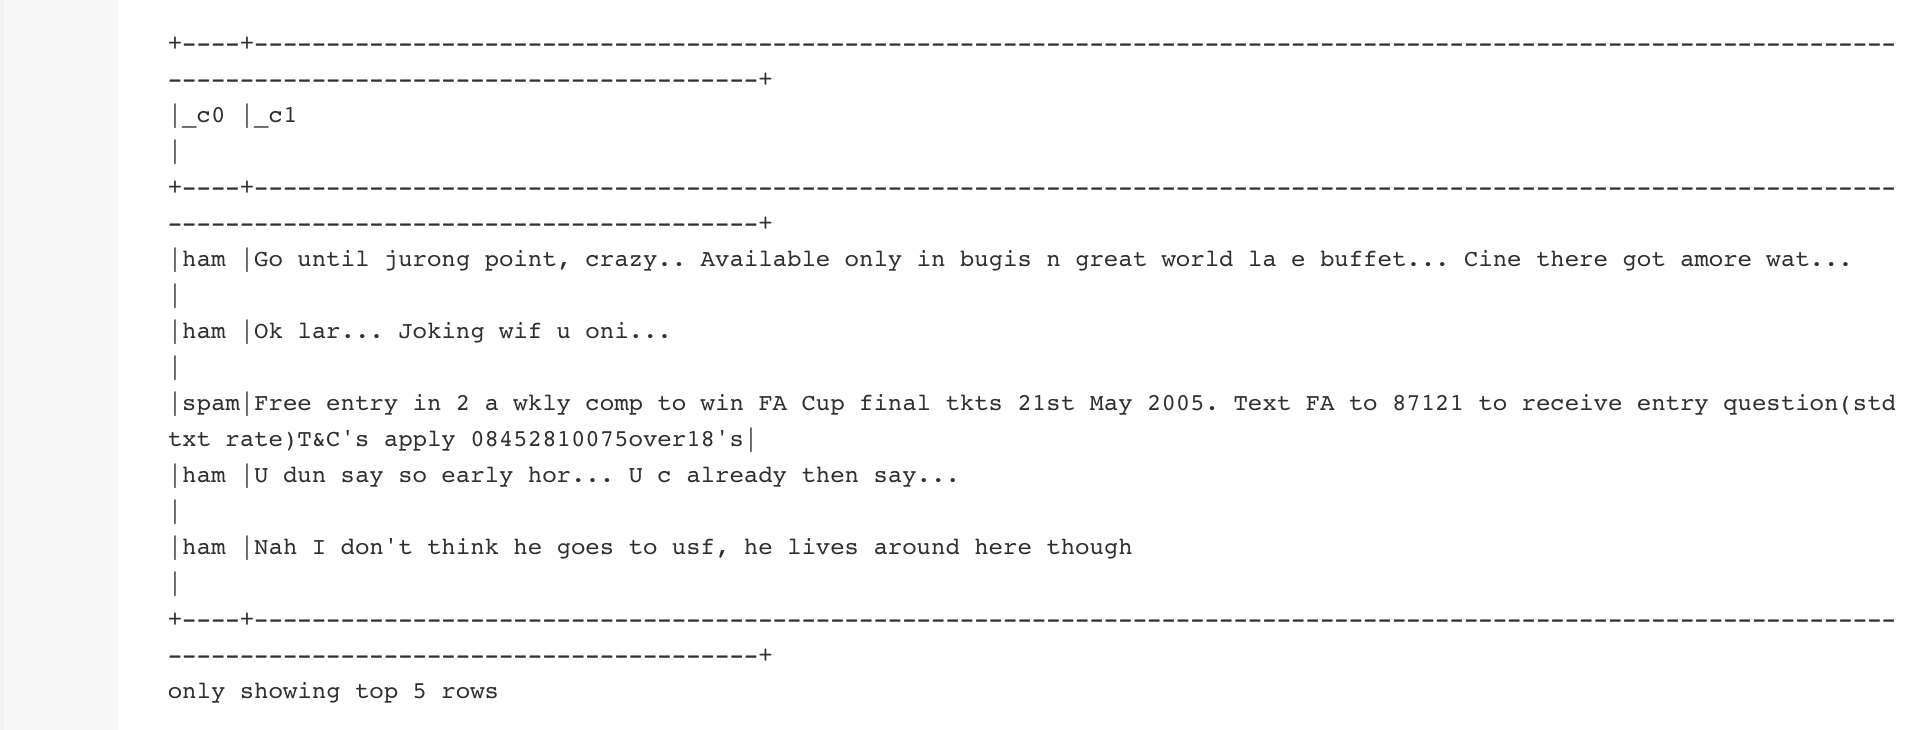 +----+------------------------------------------------------------------------------------------------------------------
-----------------------------------------+
|_c0 |_c1
|
+----+------------------------------------------------------------------------------------------------------------------
-----------------------------------------+
|ham |Go until jurong point, crazy.. Available only in bugis n great world la e buffet... Cine there got amore wat...
|
|ham |Ok lar... Joking wif u oni...
|
|spam|Free entry in 2 a wkly comp to win FA Cup final tkts 21st May 2005. Text FA to 87121 to receive entry question(std
txt rate)T&C's apply 08452810075over18's|
|ham |U dun say so early hor... U c already then say...
|
|ham |Nah I don't think he goes to usf, he lives around here though
|
+----+------------------------------------------------------------------------------------------------------------------
-----------------------------------------+
only showing top 5 rows